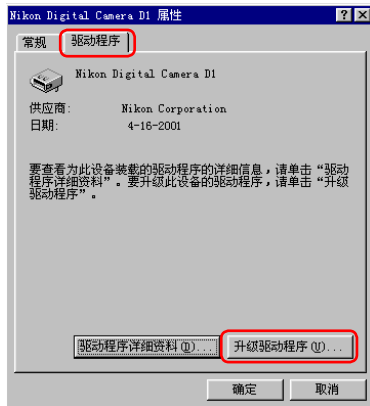 Nikon Digital Camera D1 属性
常规 驱动程序
Nikon Digital Camera D1
供应商: Nikon Corporation
日期: 4-16-2001
要查看为此设备装载的驱动程序的详细信息，请单击“驱动
程序详细资料”。要升级此设备的驱动程序，请单击“升级
驱动程序”。
驱动程序详细资料(D)... 升级驱动程序(U)...
确定 取消